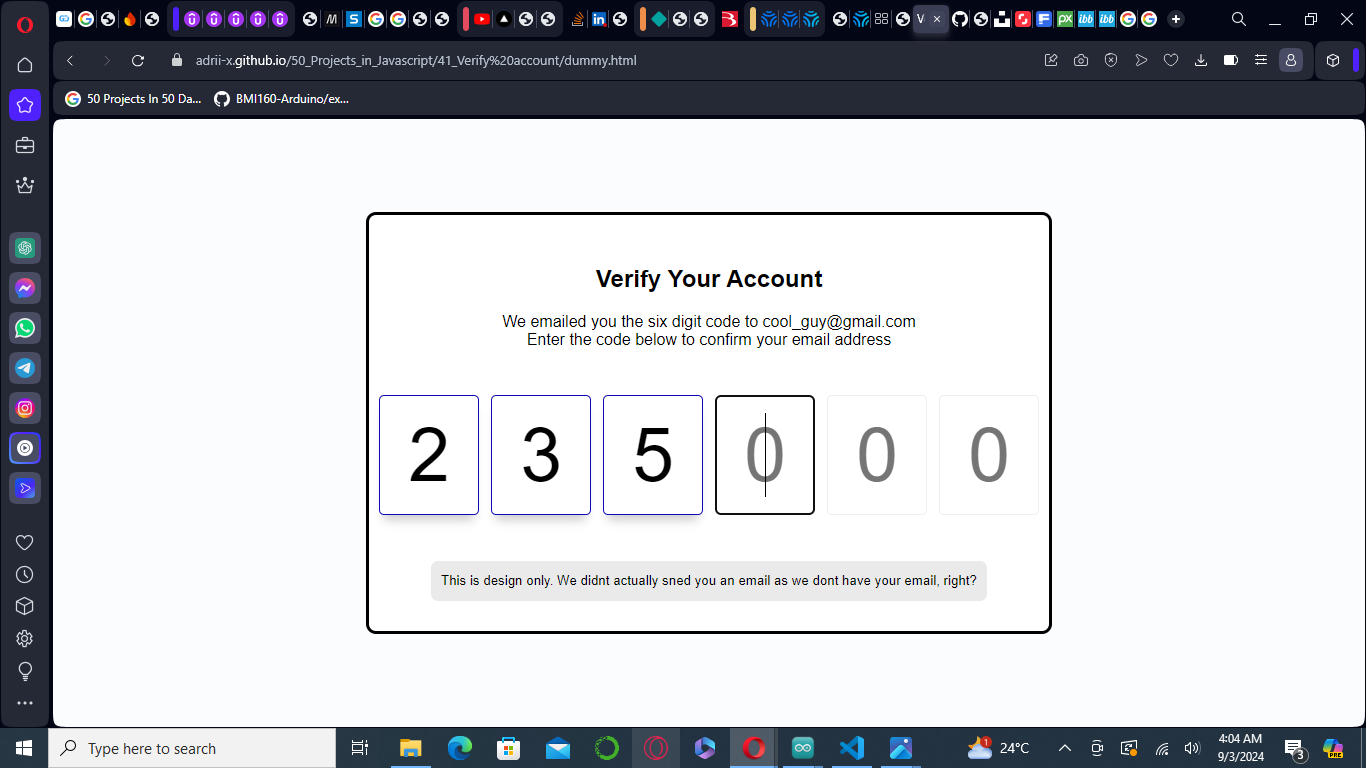 V
adrii-x.github.io/50_Projects_in_Javascript/41_Verify%20account/dummy.html
50 Projects In 50 Da...
BMI160-Arduino/ex...
Verify Your Account
We emailed you the six digit code to cool_guy@gmail.com
Enter the code below to confirm your email address
2 3 5 0 0 0
This is design only. We didnt actually sned you an email as we dont have your email, right?
Type here to search
24°C
4:04 AM
9/3/2024
3